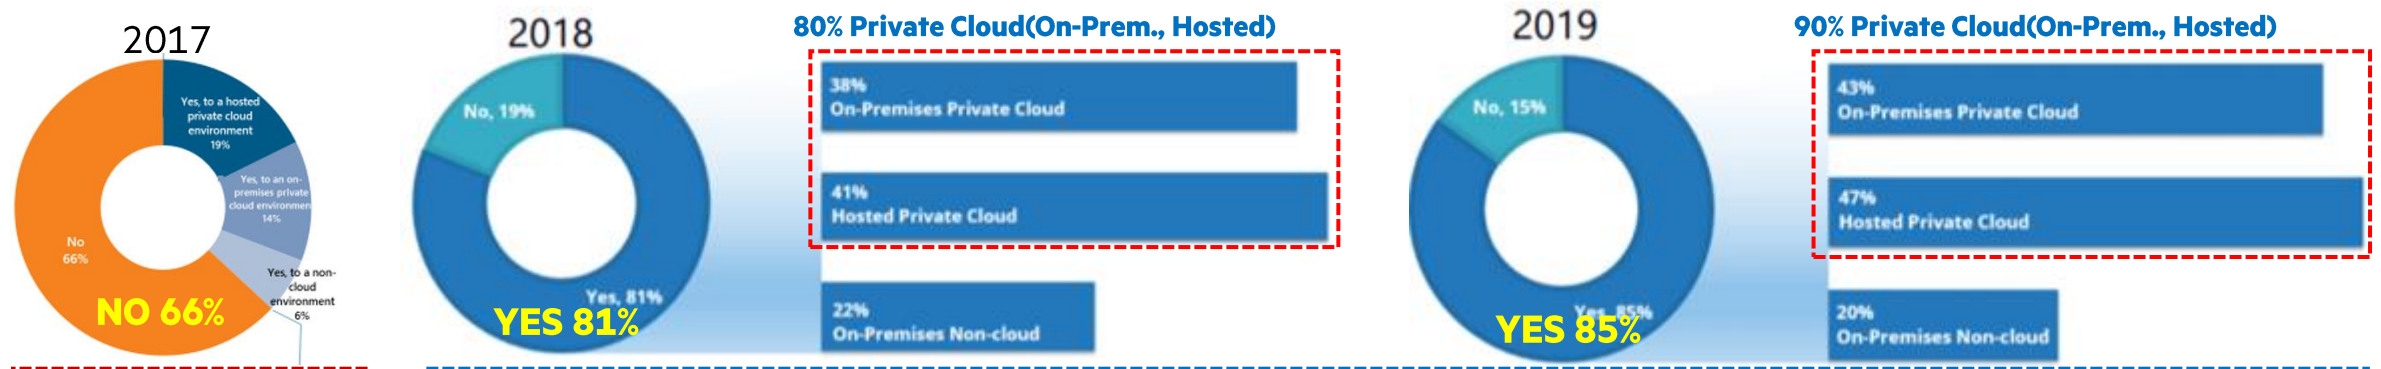 2017
Yes, to a hosted
private cloud
environment
19%
Yes, to an on-
premises private
cloud environmen
14%
No
66%
Yes, to a non-
cloud
environment
6%
NO 66%
2018
No, 19%
Yes, 81%
YES 81%
80% Private Cloud(On-Prem., Hosted)
38%
On-Premises Private Cloud
41%
Hosted Private Cloud
22%
On-Premises Non-cloud
2019
No, 15%
Yes, 85%
YES 85%
90% Private Cloud(On-Prem., Hosted)
43%
On-Premises Private Cloud
47%
Hosted Private Cloud
20%
On-Premises Non-cloud